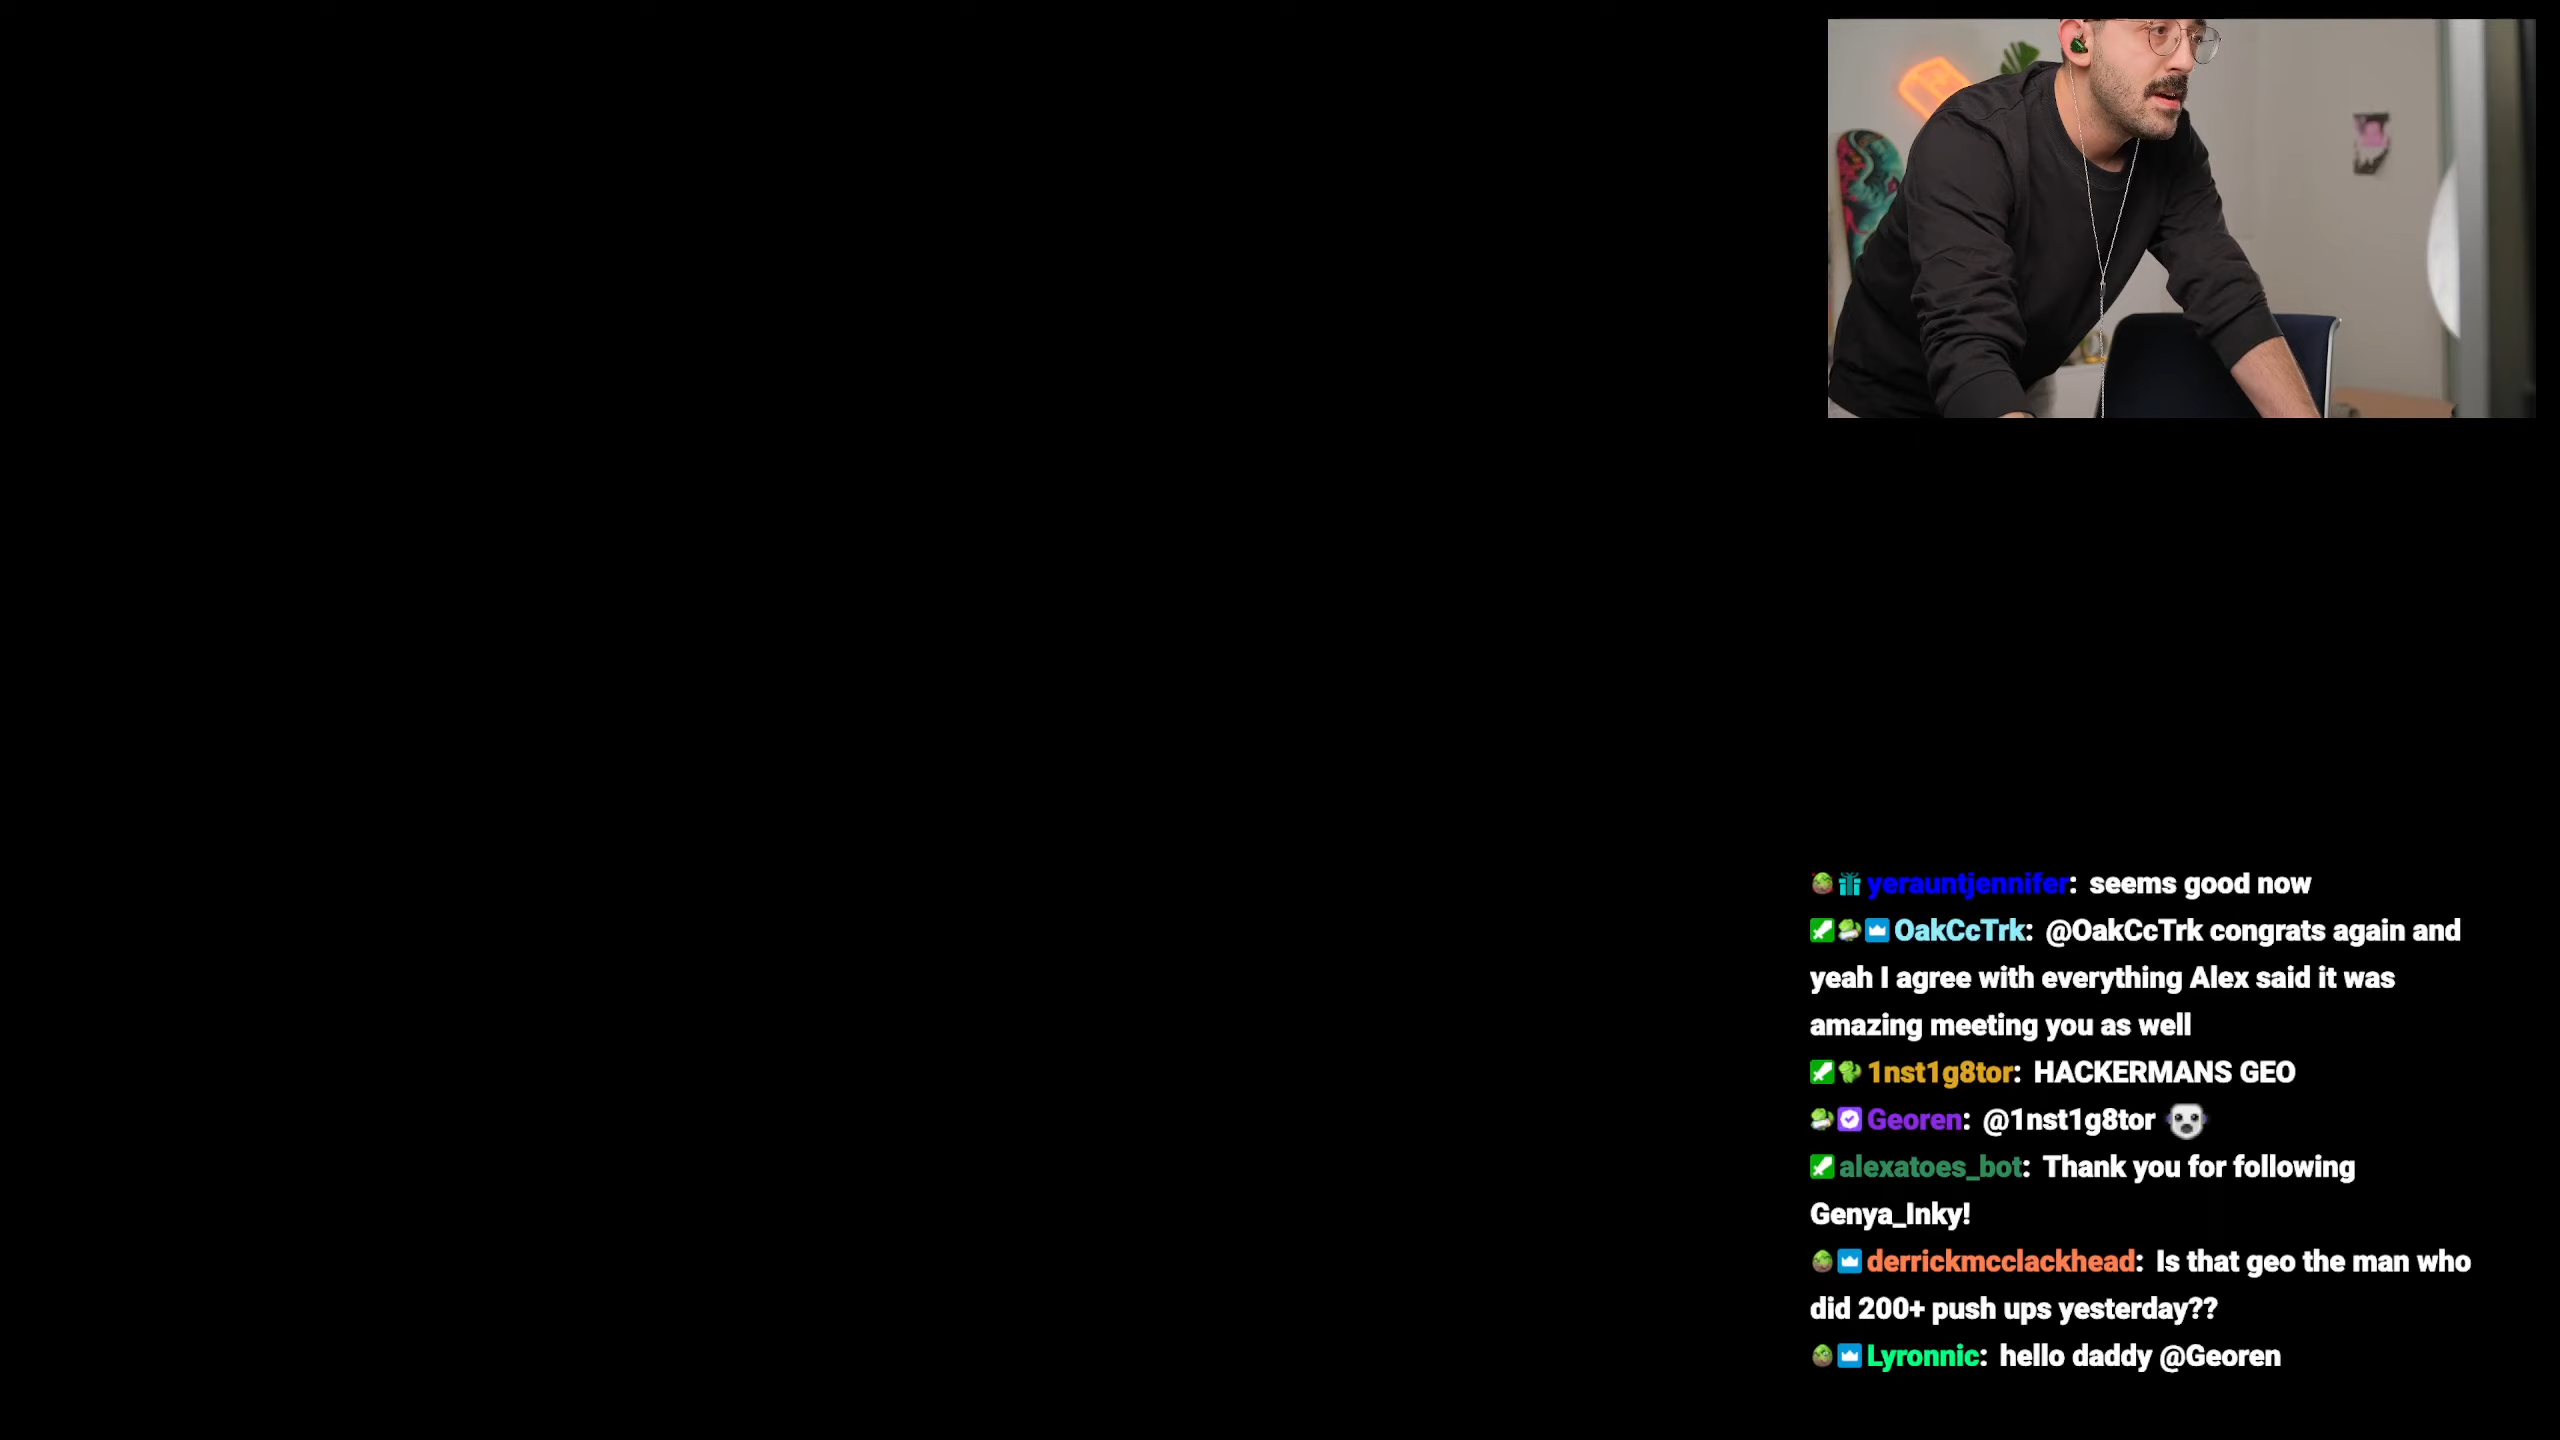 yerauntjennifer: seems good now
OakCcTrk: @OakCcTrk congrats again and
yeah I agree with everything Alex said it was
amazing meeting you as well
1nst1g8tor: HACKERMANS GEO
Georen: @1nst1g8tor
alexatoes_bot: Thank you for following
Genya_Inky!
derrickmcclackhead: Is that geo the man who
did 200+ push ups yesterday??
Lyronnic: hello daddy @Georen